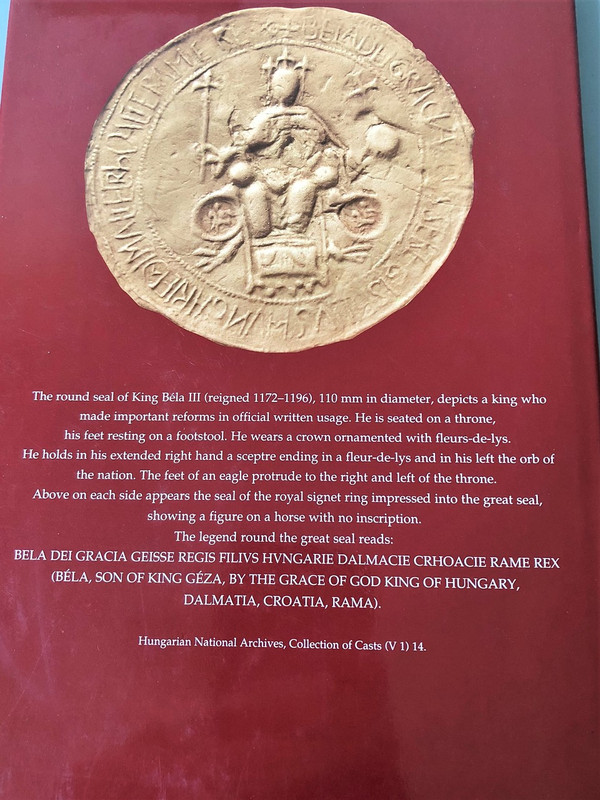 The round seal of King Béla III (reigned 1172–1196), 110 mm in diameter, depicts a king who
made important reforms in official written usage. He is seated on a throne,
his feet resting on a footstool. He wears a crown ornamented with fleurs-de-lys.
He holds in his extended right hand a sceptre ending in a fleur-de-lys and in his left the orb of
the nation. The feet of an eagle protrude to the right and left of the throne.
Above on each side appears the seal of the royal signet ring impressed into the great seal,
showing a figure on a horse with no inscription.
The legend round the great seal reads:
BELA DEI GRACIA GEISSE REGIS FILIVS HVNGARIE DALMACIE CRHOACIE RAME REX
(BÉLA, SON OF KING GÉZA, BY THE GRACE OF GOD KING OF HUNGARY,
DALMATIA, CROATIA, RAMA).
Hungarian National Archives, Collection of Casts (V 1) 14.